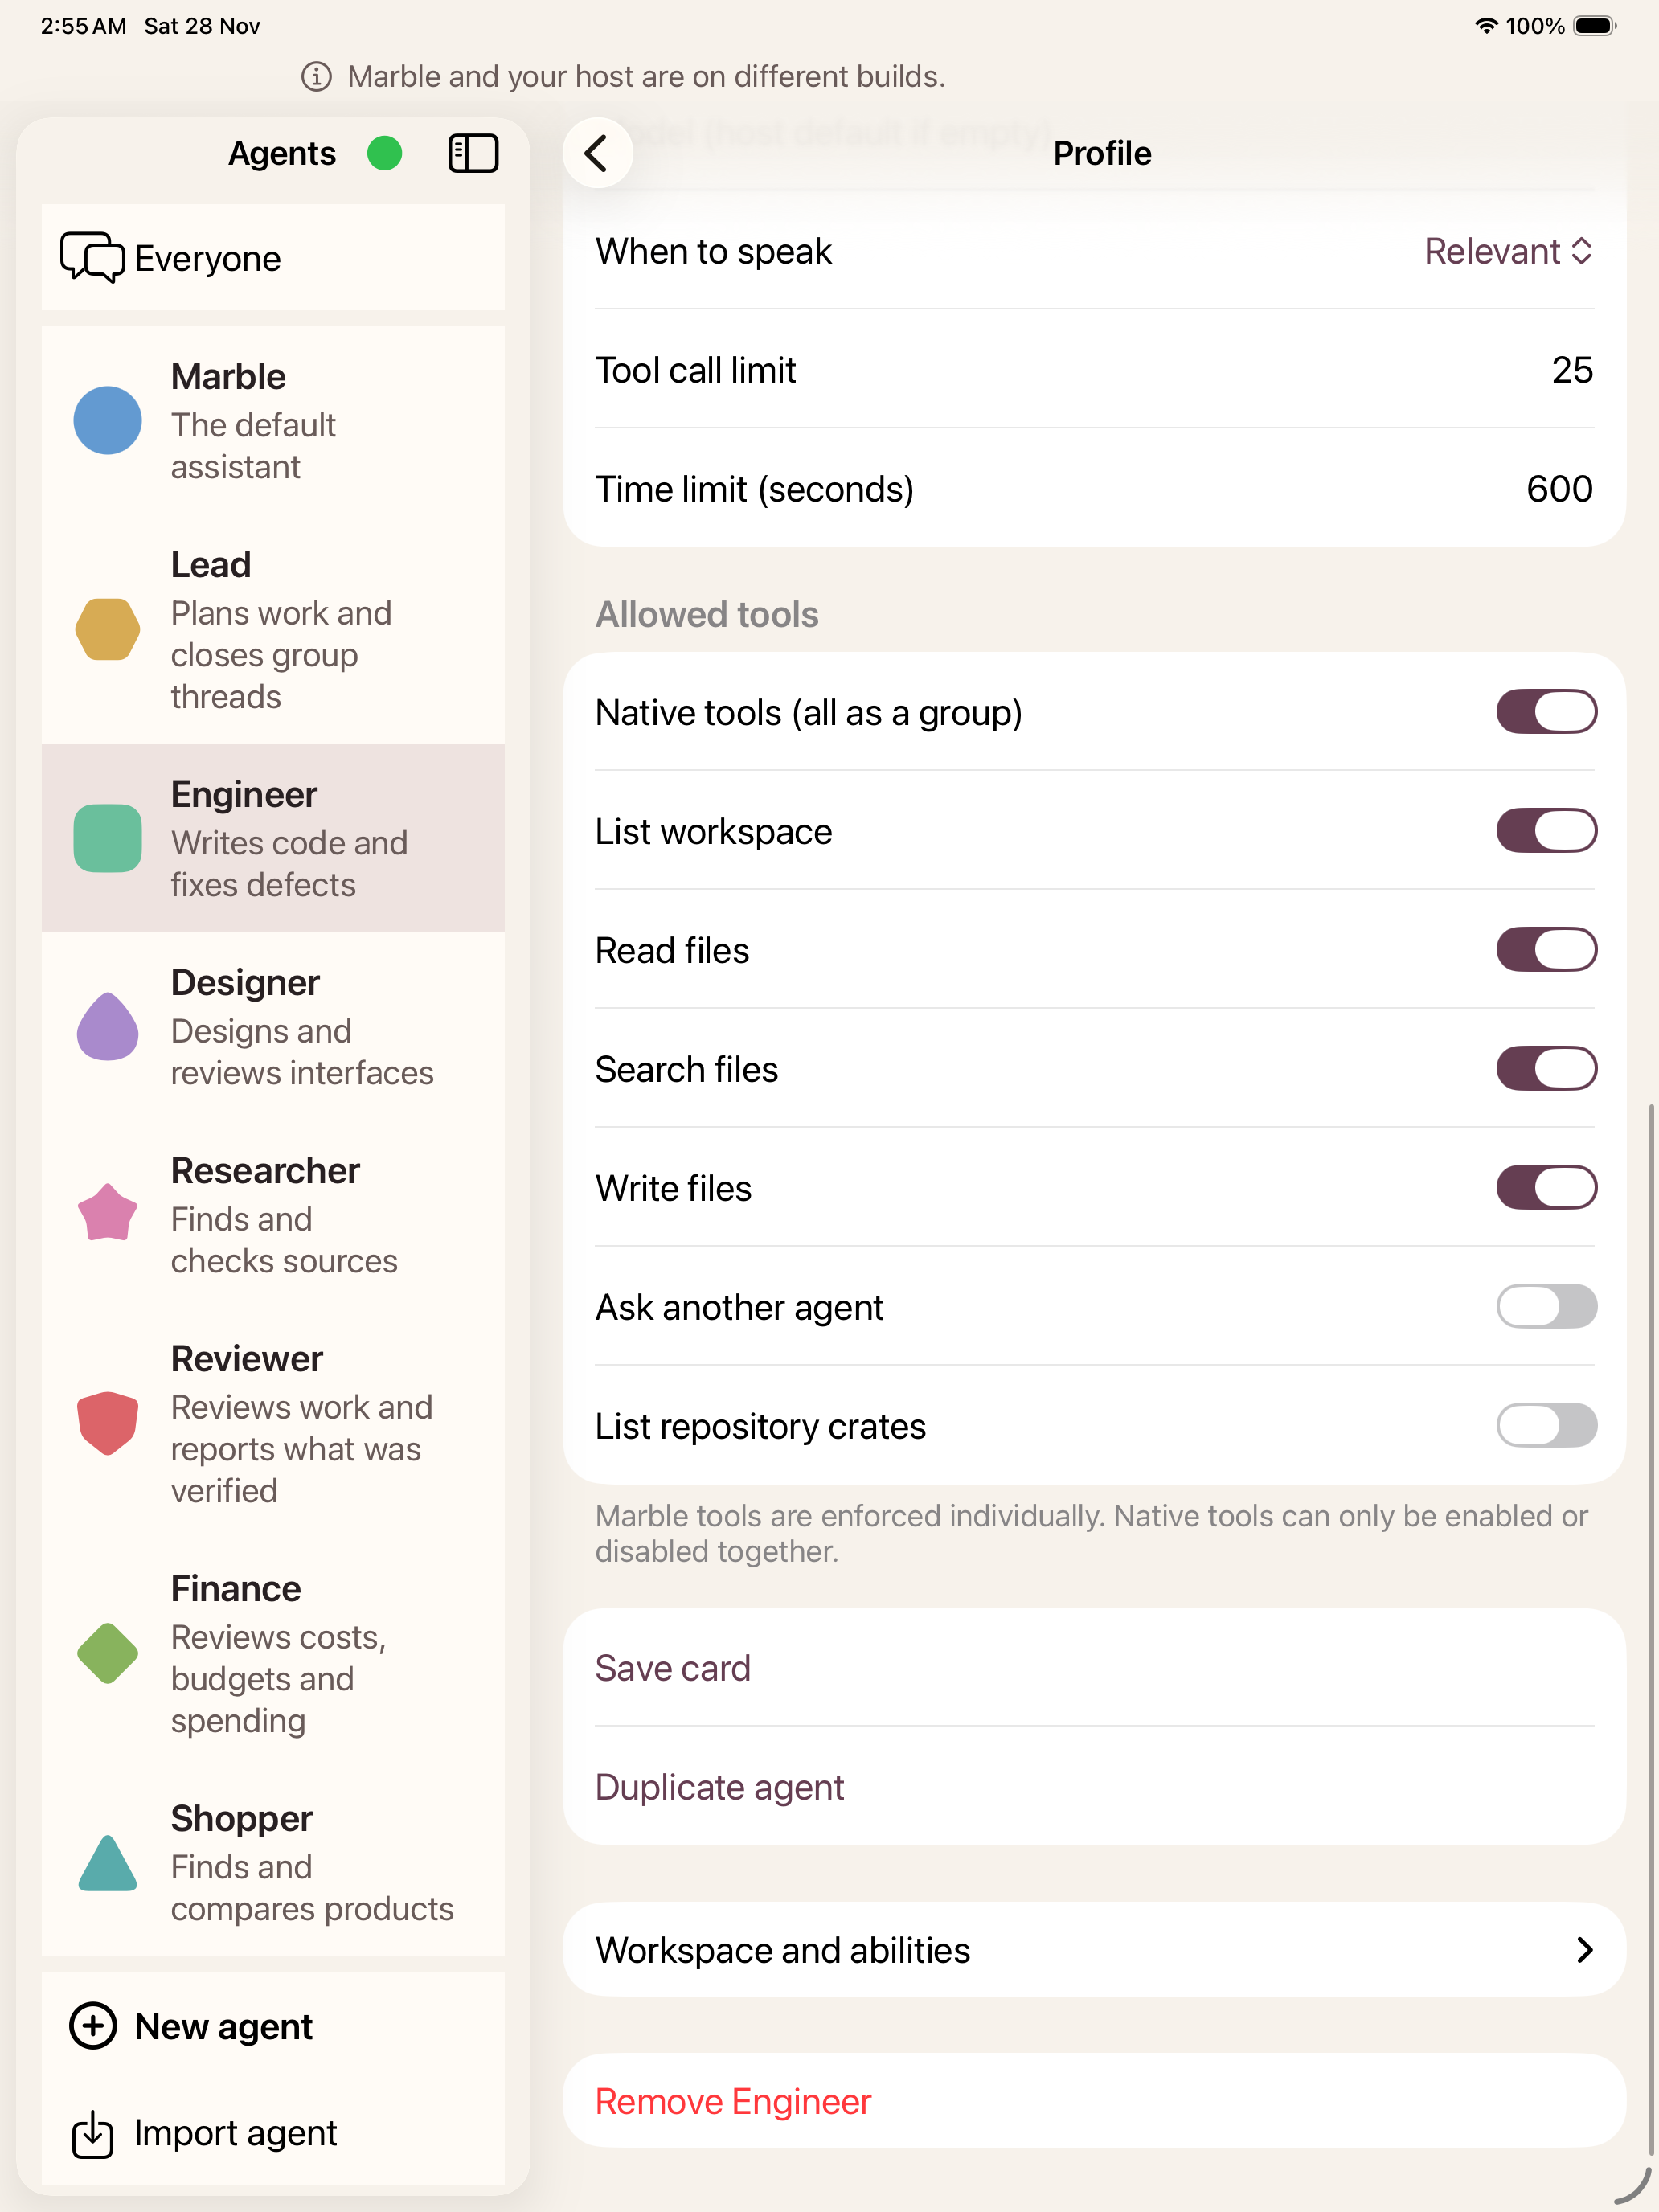 2:55 AM Sat 28 Nov
100%
Marble and your host are on different builds.
Agents
Everyone
Marble
The default
assistant
Lead
Plans work and
closes group
threads
Engineer
Writes code and
fixes defects
Designer
Designs and
reviews interfaces
Researcher
Finds and
checks sources
Reviewer
Reviews work and
reports what was
verified
Finance
Reviews costs,
budgets and
spending
Shopper
Finds and
compares products
New agent
Import agent
(host default if empty)
Profile
When to speak Relevant
Tool call limit 25
Time limit (seconds) 600
Allowed tools
Native tools (all as a group)
List workspace
Read files
Search files
Write files
Ask another agent
List repository crates
Marble tools are enforced individually. Native tools can only be enabled or
disabled together.
Save card
Duplicate agent
Workspace and abilities
Remove Engineer